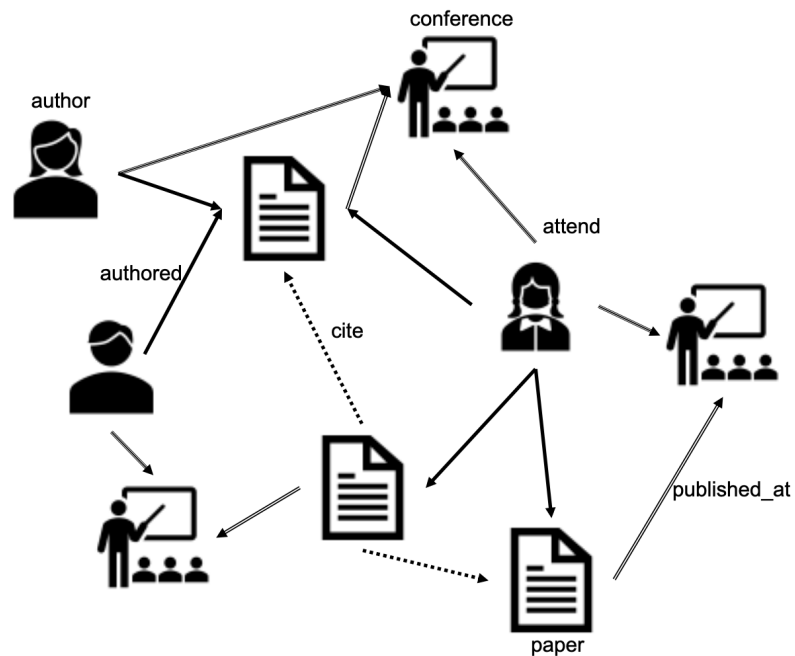 conference
author
attend
authored
cite
published_at
paper